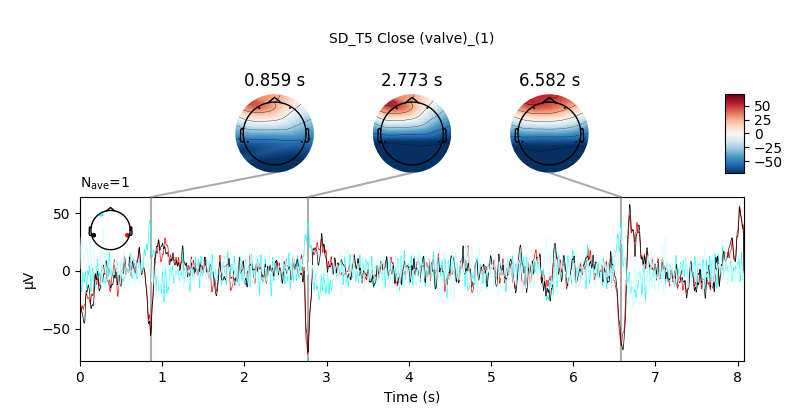 SD_T5 Close (valve)_(1)
0.859 s 2.773 s 6.582 s
50
25
0
−25
−50
Nave=1
50
0
−50
µV
0 1 2 3 4 5 6 7 8
Time (s)